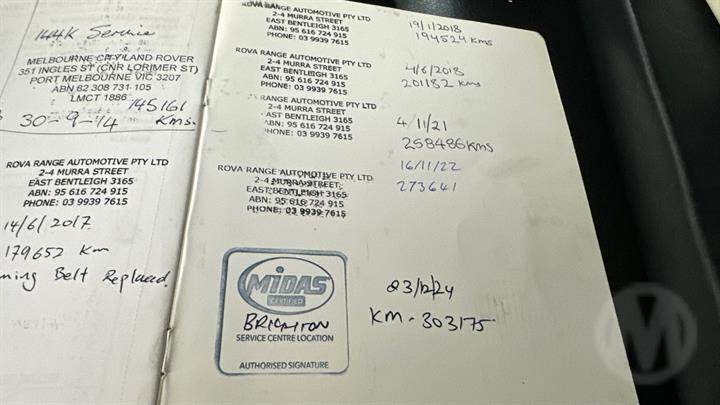 144K Service
MELBOURNE CITY LAND ROVER
351 INGLES ST (CNR LORIMER ST)
PORT MELBOURNE VIC 3207
ABN 62 308 731 105
LMCT 1886
145161
30-9-14 Kms.
ROVA RANGE AUTOMOTIVE PTY LTD
2-4 MURRA STREET
EAST BENTLEIGH 3165
ABN: 95 616 724 915
PHONE: 03 9939 7615
14/6/2017
179652 Km
ming Belt Replaced
ROVA RANGE AUTOMOTIVE PTY LTD
2-4 MURRA STREET
EAST BENTLEIGH 3165
ABN: 95 616 724 915
PHONE: 03 9939 7615
19/1/2018
194524 Kms
ROVA RANGE AUTOMOTIVE PTY LTD
2-4 MURRA STREET
EAST BENTLEIGH 3165
ABN: 95 616 724 915
PHONE: 03 9939 7615
4/6/2018
201182 Kms
VA RANGE AUTOMOTIVE PTY LTD
2-4 MURRA STREET
AST BENTLEIGH 3165
ABN: 95 616 724 915
HONE: 03 9939 7615
4/11/21
258486 Kms
ROVA RANGE AUTOMOTIVE PTY LTD
2-4 MURRA STREET
EAST BENTLEIGH 3165
ABN: 95 616 724 915
PHONE: 03 9939 7615
16/11/22
273641
MIDAS
CERTIFIED
BRIGHTON
SERVICE CENTRE LOCATION
AUTHORISED SIGNATURE
23/12/24
KM - 303175
M